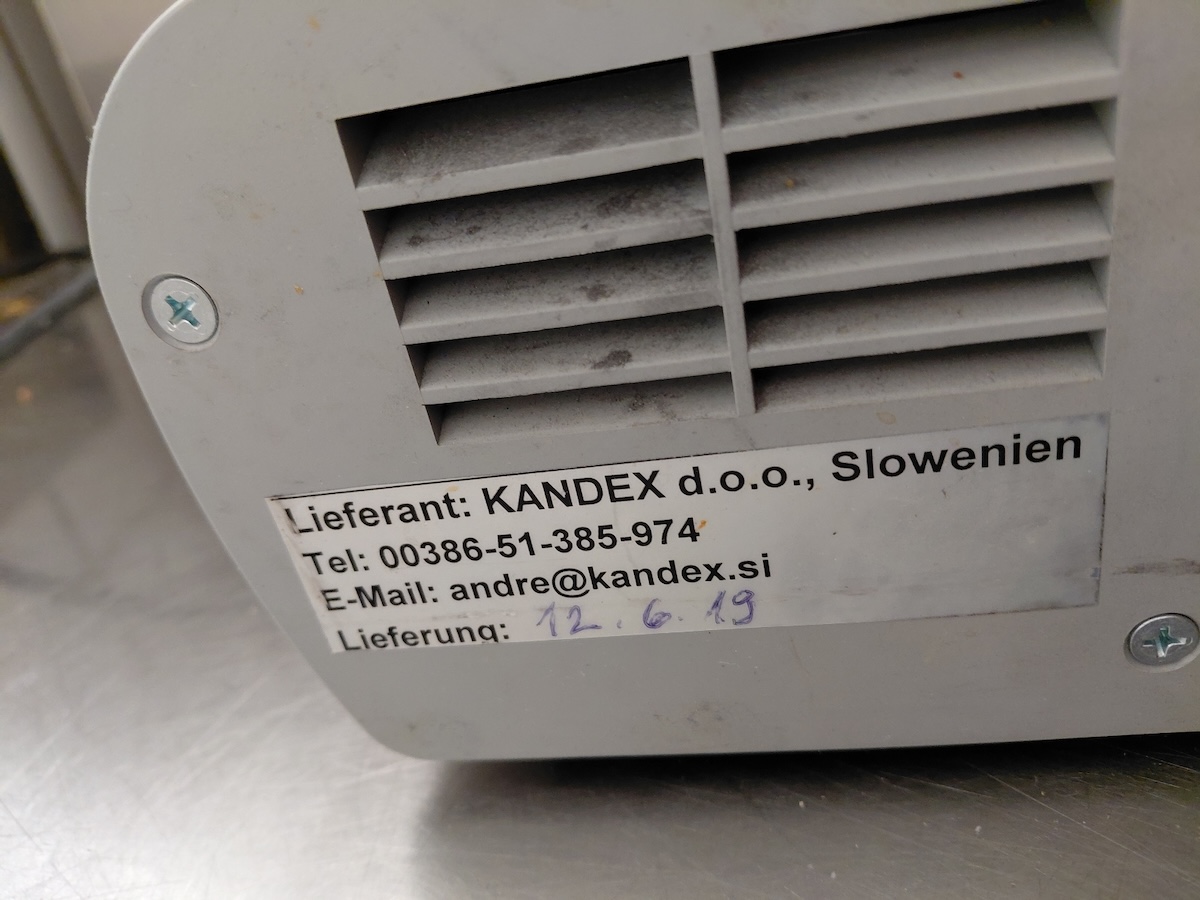 Lieferant: KANDEX d.o.o., Slowenien
Tel: 00386-51-385-974
E-Mail: andre@kandex.si
Lieferung: 12.6.19